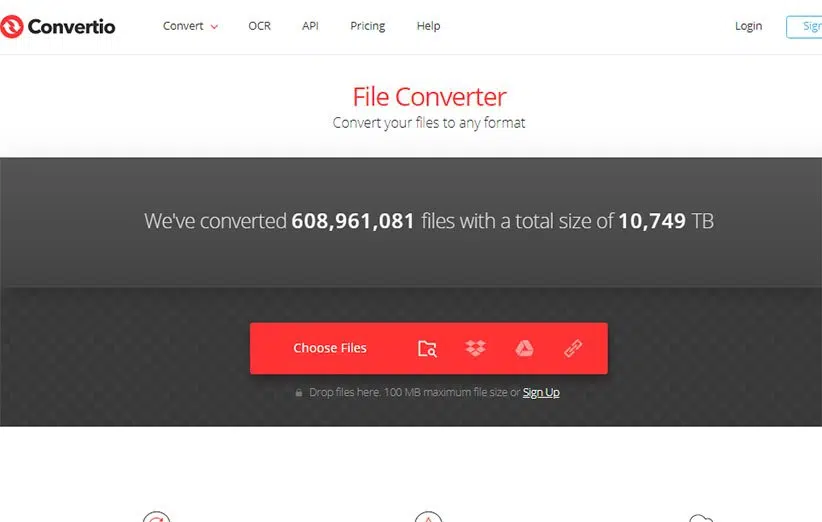 Convertio Convert OCR API Pricing Help Login Sign
File Converter
Convert your files to any format
We've converted 608,961,081 files with a total size of 10,749 TB
Choose Files
Drop files here. 100 MB maximum file size or Sign Up